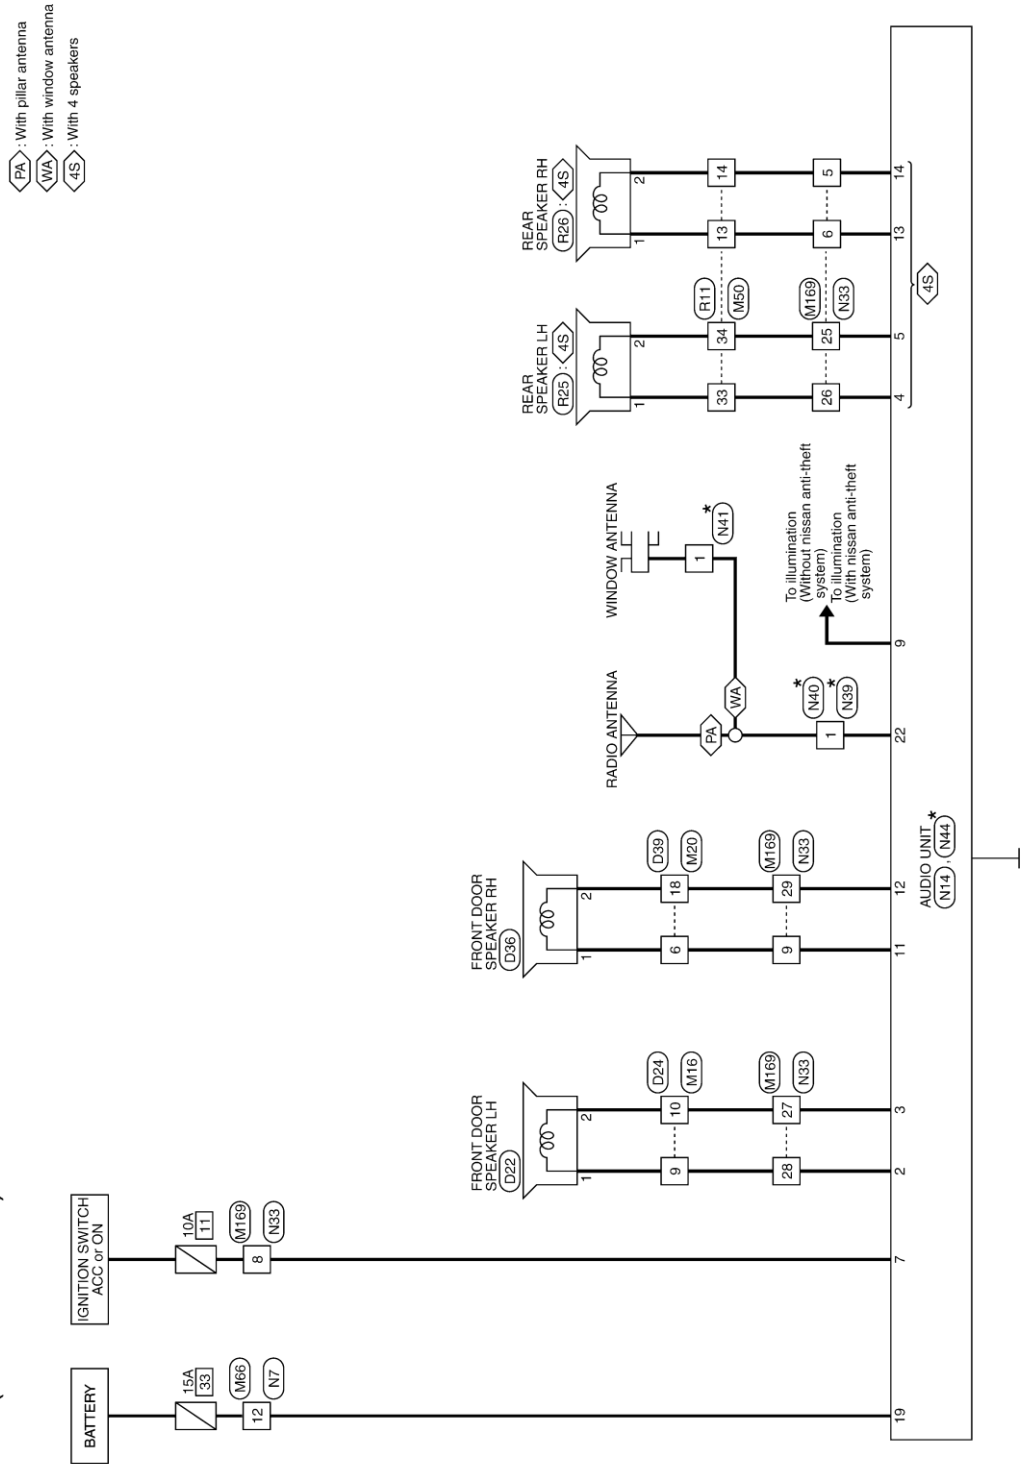 PA : With pillar antenna
WA : With window antenna
4S : With 4 speakers
BATTERY
15A
33
12
M66
N7
19
IGNITION SWITCH
ACC or ON
10A
11
8
M169
N33
7
FRONT DOOR
SPEAKER LH
D22
1
2
9
10
D24
M16
28
27
M169
N33
2
3
FRONT DOOR
SPEAKER RH
D36
1
2
6
18
D39
M20
9
29
M169
N33
11
12
RADIO ANTENNA
PA
WA
WINDOW ANTENNA
1
*
N41
1
*
N40
*
N39
22
To illumination
(Without nissan anti-theft
system)
To illumination
(With nissan anti-theft
system)
9
REAR
SPEAKER LH
R25 : 4S
1
2
33
34
R11
M50
26
25
M169
N33
4
5
REAR
SPEAKER RH
R26 : 4S
1
2
13
14
6
5
13
14
4S
AUDIO UNIT
N14 , N44 *